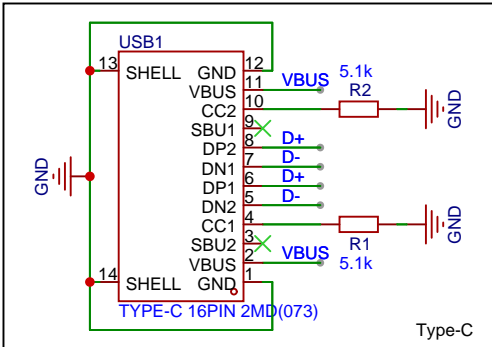 USB1
13 SHELL GND 12
VBUS 11 VBUS 5.1k
CC2 10 R2 GND
SBU1 9
DP2 8 D+
DN1 7 D-
GND DP1 6 D+
DN2 5 D-
CC1 4 GND
SBU2 3 R1
VBUS 2 VBUS 5.1k
14 SHELL GND 1
TYPE-C 16PIN 2MD(073)
Type-C